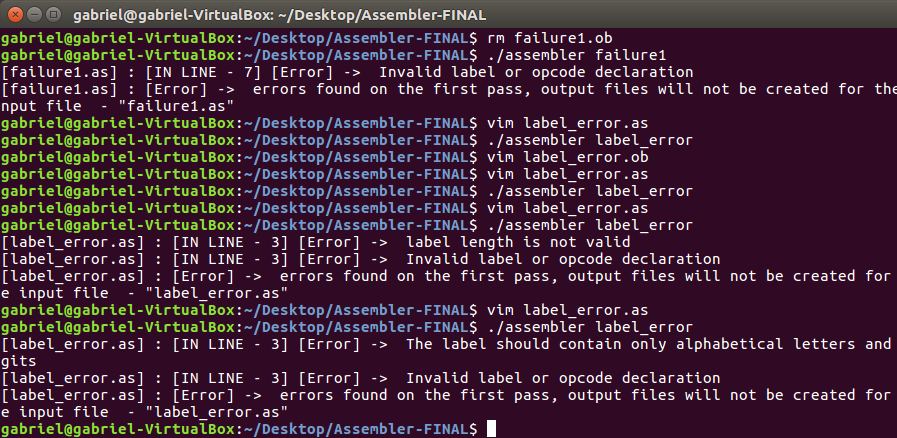 gabriel@gabriel-VirtualBox: ~/Desktop/Assembler-FINAL
gabriel@gabriel-VirtualBox:~/Desktop/Assembler-FINAL$ rm failure1.ob
gabriel@gabriel-VirtualBox:~/Desktop/Assembler-FINAL$ ./assembler failure1
[failure1.as] : [IN LINE - 7] [Error] ->  Invalid label or opcode declaration
[failure1.as] : [Error] ->  errors found on the first pass, output files will not be created for the
nput file  - "failure1.as"
gabriel@gabriel-VirtualBox:~/Desktop/Assembler-FINAL$ vim label_error.as
gabriel@gabriel-VirtualBox:~/Desktop/Assembler-FINAL$ ./assembler label_error
gabriel@gabriel-VirtualBox:~/Desktop/Assembler-FINAL$ vim label_error.ob
gabriel@gabriel-VirtualBox:~/Desktop/Assembler-FINAL$ vim label_error.as
gabriel@gabriel-VirtualBox:~/Desktop/Assembler-FINAL$ ./assembler label_error
gabriel@gabriel-VirtualBox:~/Desktop/Assembler-FINAL$ vim label_error.as
gabriel@gabriel-VirtualBox:~/Desktop/Assembler-FINAL$ ./assembler label_error
[label_error.as] : [IN LINE - 3] [Error] ->  label length is not valid
[label_error.as] : [IN LINE - 3] [Error] ->  Invalid label or opcode declaration
[label_error.as] : [Error] ->  errors found on the first pass, output files will not be created for
e input file  - "label_error.as"
gabriel@gabriel-VirtualBox:~/Desktop/Assembler-FINAL$ vim label_error.as
gabriel@gabriel-VirtualBox:~/Desktop/Assembler-FINAL$ ./assembler label_error
[label_error.as] : [IN LINE - 3] [Error] ->  The label should contain only alphabetical letters and
gits
[label_error.as] : [IN LINE - 3] [Error] ->  Invalid label or opcode declaration
[label_error.as] : [Error] ->  errors found on the first pass, output files will not be created for
e input file  - "label_error.as"
gabriel@gabriel-VirtualBox:~/Desktop/Assembler-FINAL$